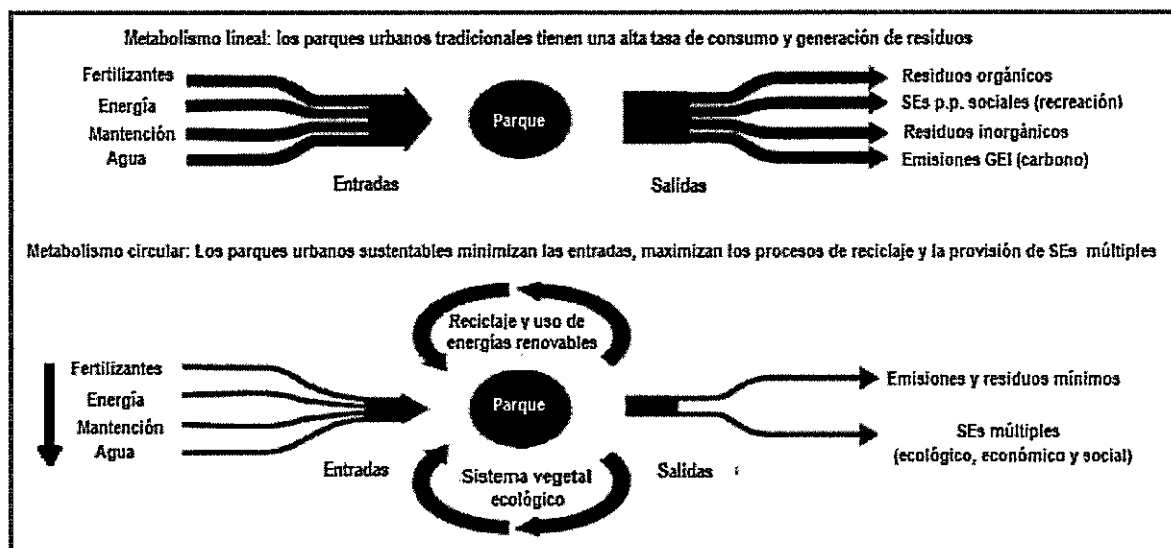 Metabolismo lineal: los parques urbanos tradicionales tienen una alta tasa de consumo y generación de residuos
Fertilizantes
Energía
Mantención
Agua
Entradas
Parque
Salidas
Residuos orgánicos
SEs p.p. sociales (recreación)
Residuos inorgánicos
Emisiones GEI (carbono)
Metabolismo circular: Los parques urbanos sustentables minimizan las entradas, maximizan los procesos de reciclaje y la provisión de SEs múltiples
Fertilizantes
Energía
Mantención
Agua
Entradas
Reciclaje y uso de
energías renovables
Parque
Sistema vegetal
ecológico
Salidas
Emisiones y residuos mínimos
SEs múltiples
(ecológico, económico y social)